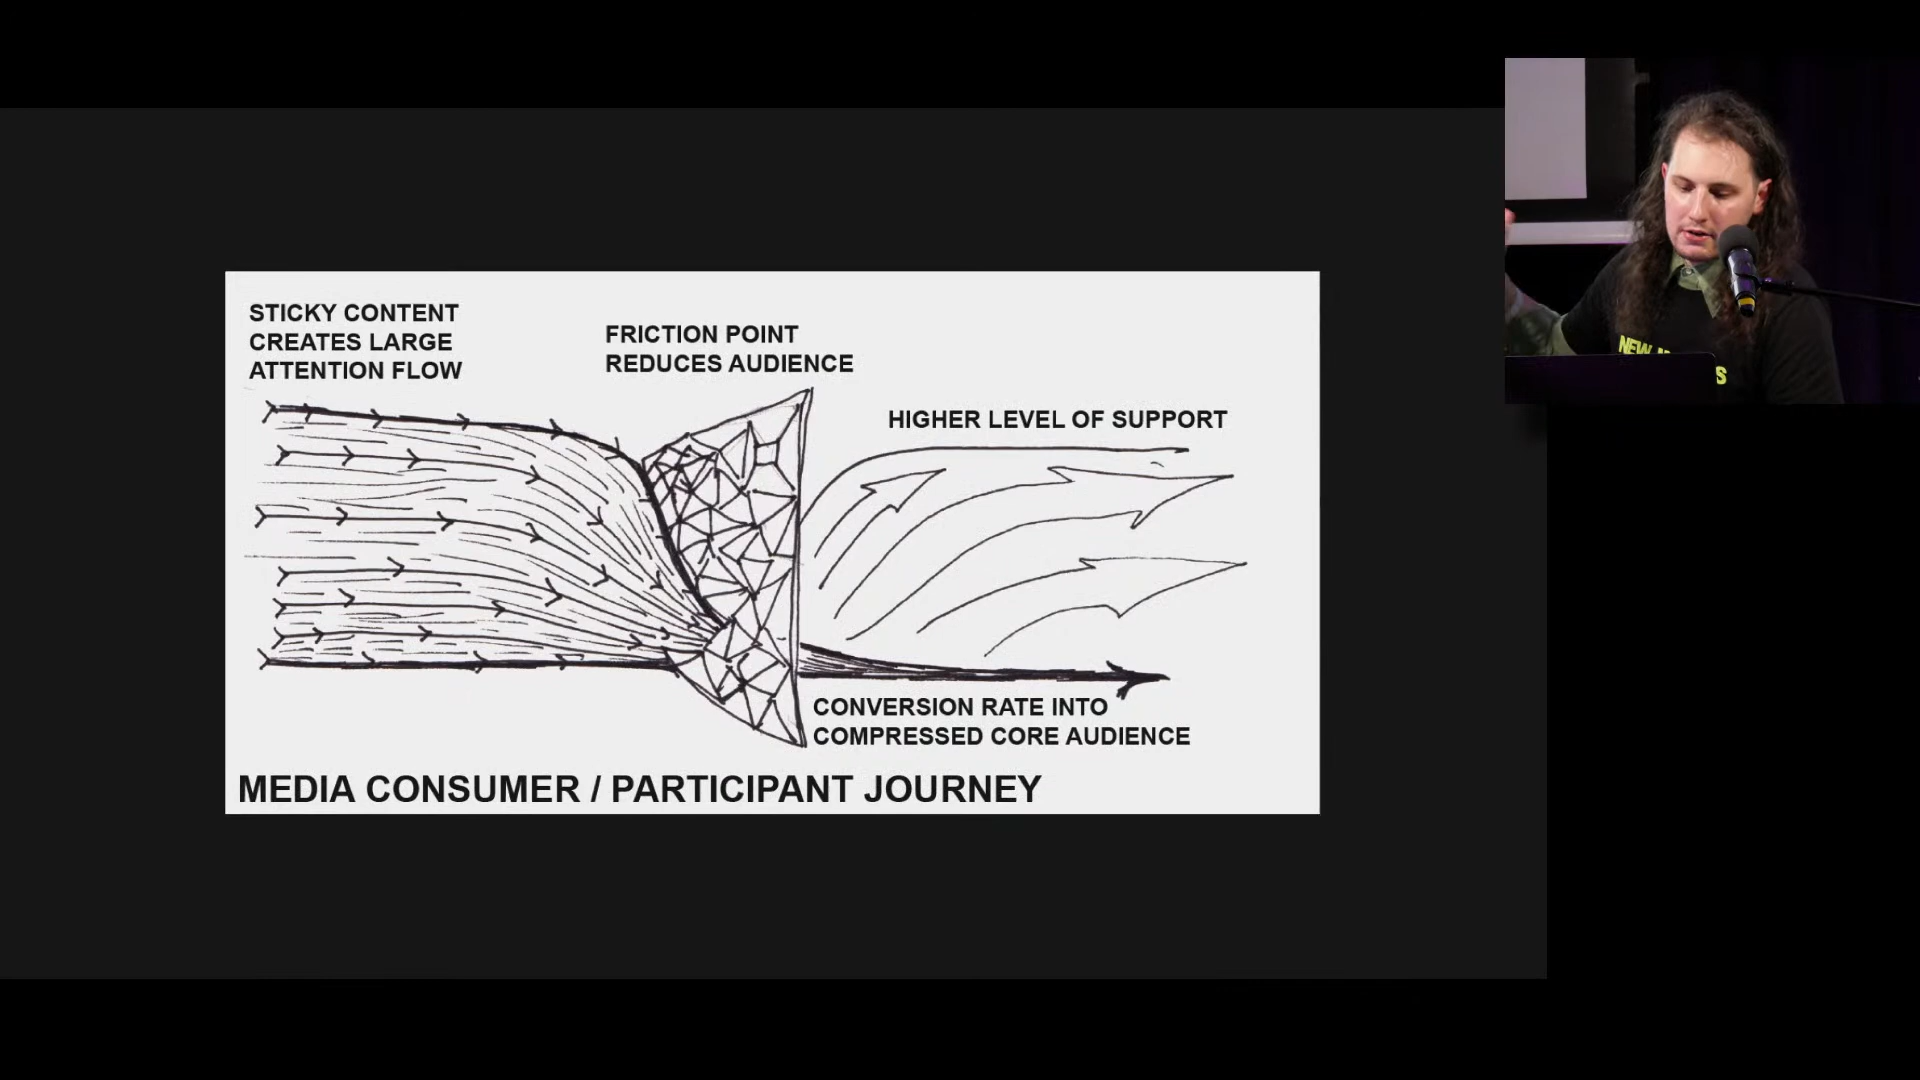 STICKY CONTENT
CREATES LARGE
ATTENTION FLOW
FRICTION POINT
REDUCES AUDIENCE
HIGHER LEVEL OF SUPPORT
CONVERSION RATE INTO
COMPRESSED CORE AUDIENCE
MEDIA CONSUMER / PARTICIPANT JOURNEY
NEW